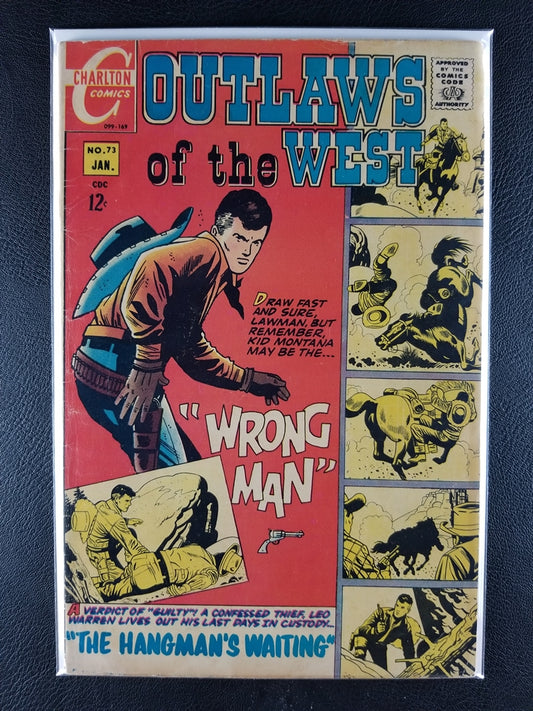 CHARLTON
COMICS
099-169
NO. 73
JAN.
CDC
12¢
OUTLAWS
of the WEST
APPROVED
BY THE
COMICS
CODE
AUTHORITY
DRAW FAST
AND SURE,
LAWMAN, BUT
REMEMBER,
KID MONTANA
MAY BE THE...
"WRONG
MAN"
A VERDICT OF "GUILTY"! A CONFESSED THIEF, LEO
WARREN LIVES OUT HIS LAST DAYS IN CUSTODY...
"THE HANGMAN'S WAITING"